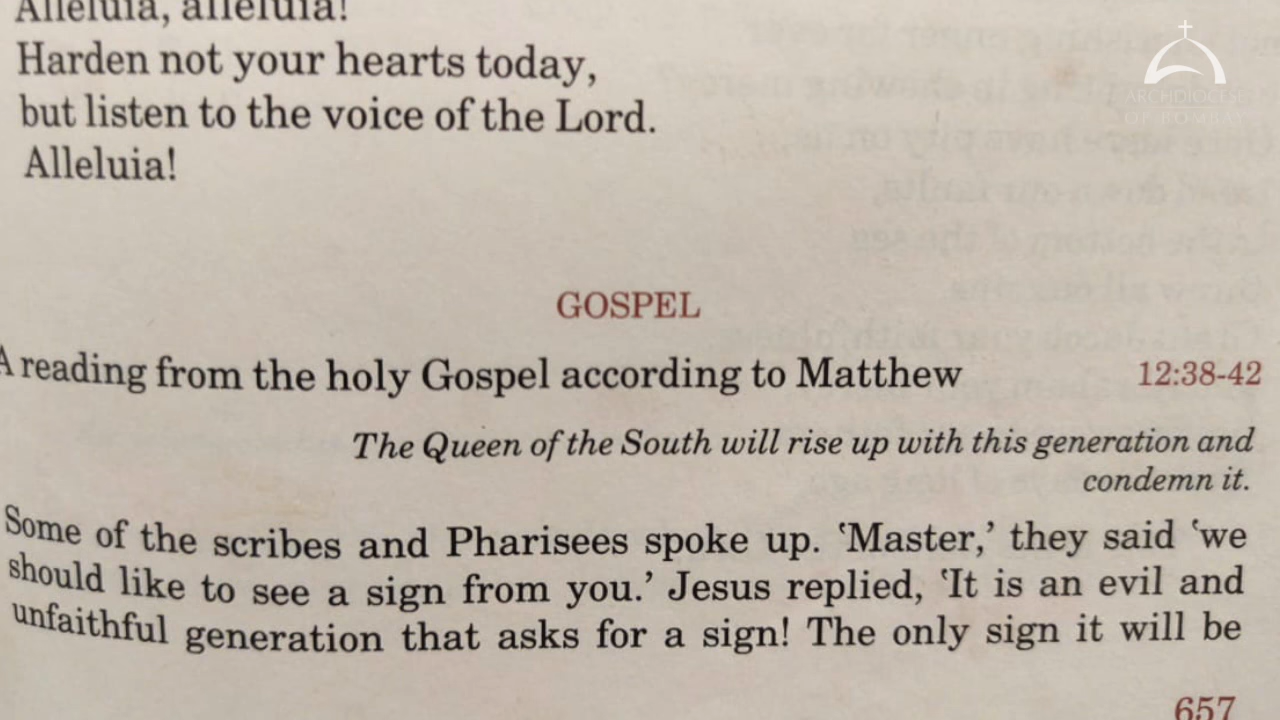 Alleluia, alleluia!
Harden not your hearts today,
but listen to the voice of the Lord.
Alleluia!
ARCHDIOCESE
OF BOMBAY
GOSPEL
A reading from the holy Gospel according to Matthew 12:38-42
The Queen of the South will rise up with this generation and
condemn it.
Some of the scribes and Pharisees spoke up. ‘Master,’ they said ‘we
should like to see a sign from you.’ Jesus replied, ‘It is an evil and
unfaithful generation that asks for a sign! The only sign it will be
657